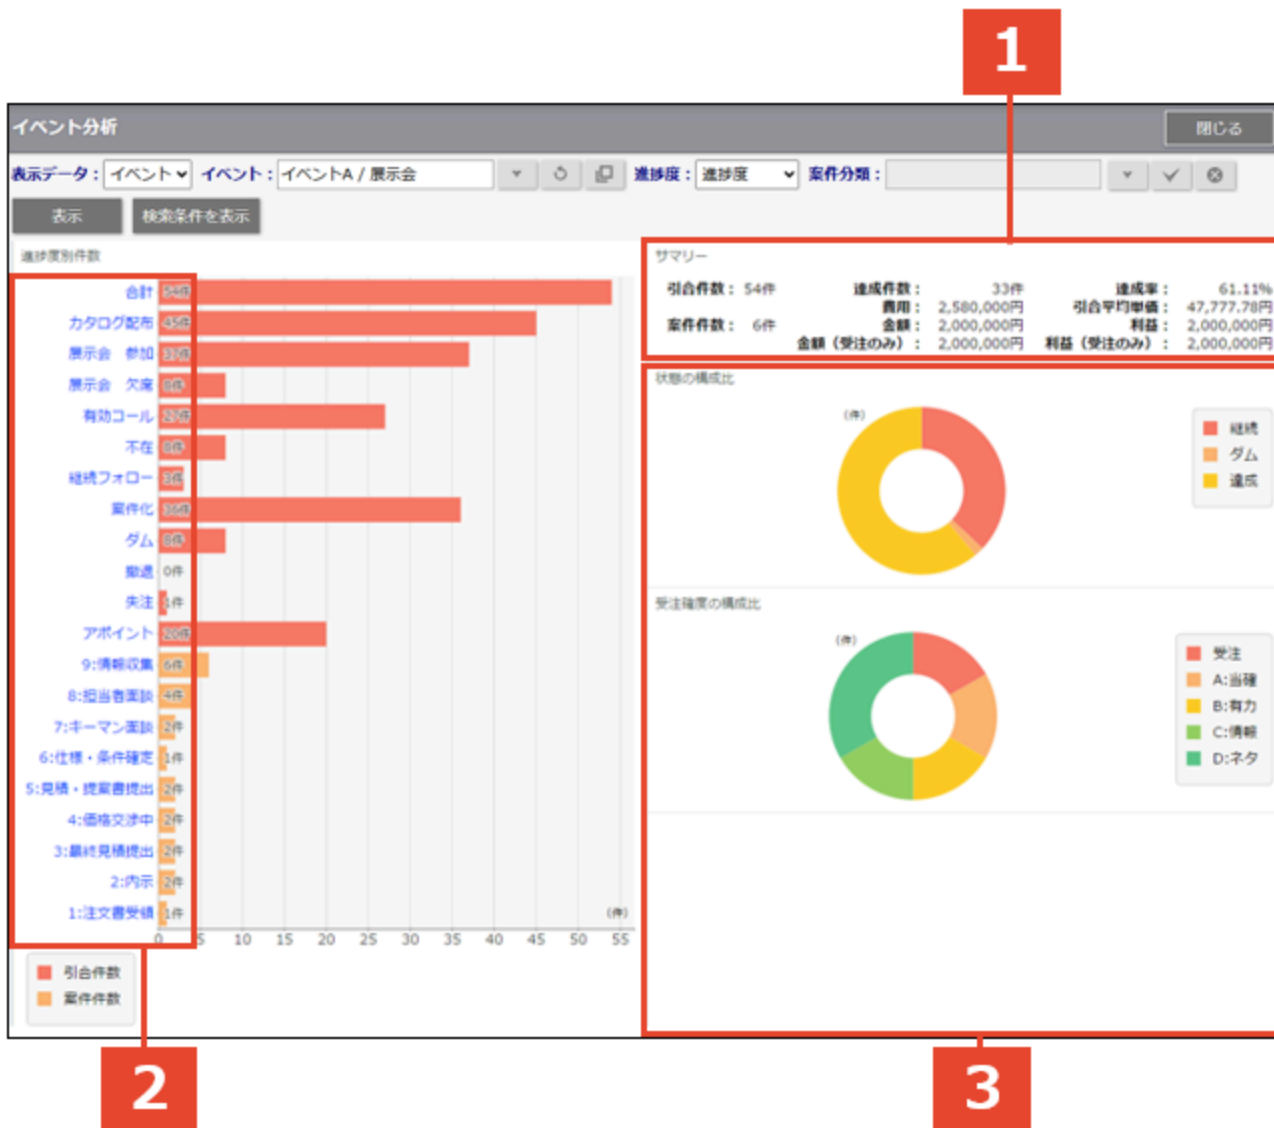 1
イベント分析
閉じる
表示データ： イベント イベント： イベントA / 展示会 進捗度： 進捗度 案件分類：
表示 検索条件を表示
進捗度別件数
合計 54件
カタログ配布 45件
展示会 参加 37件
展示会 欠席 8件
有効コール 27件
不在 8件
継続フォロー 3件
案件化 36件
ダム 8件
撤退 0件
失注 1件
アポイント 20件
9:情報収集 6件
8:担当者面談 4件
7:キーマン面談 2件
6:仕様・条件確定 1件
5:見積・提案書提出 2件
4:価格交渉中 2件
3:最終見積提出 2件
2:内示 2件
1:注文書受領 1件
(件)
0 5 10 15 20 25 30 35 40 45 50 55
引合件数
案件件数
サマリー
引合件数： 54件 達成件数： 33件 達成率： 61.11%
費用： 2,580,000円 引合平均単価： 47,777.78円
案件件数： 6件 金額： 2,000,000円 利益： 2,000,000円
金額（受注のみ）： 2,000,000円 利益（受注のみ）： 2,000,000円
状態の構成比
(件)
継続
ダム
達成
受注確度の構成比
(件)
受注
A:当確
B:有力
C:情報
D:ネタ
2
3